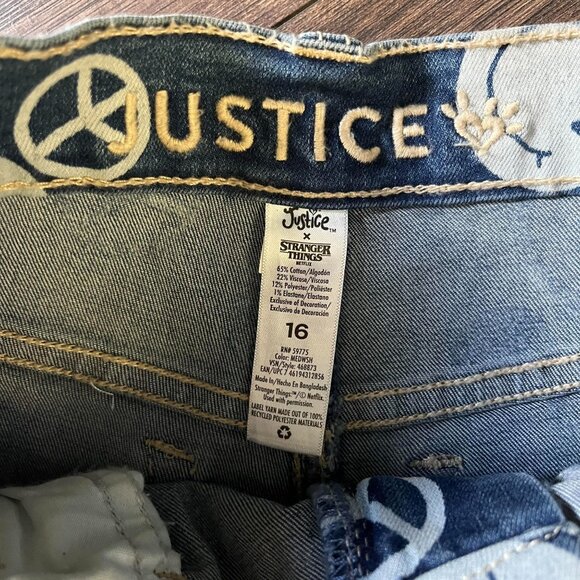 JUSTICE
Justice™
×
STRANGER
THINGS
NETFLIX
65% Cotton/Algodón
22% Viscose/Viscosa
12% Polyester/Poliéster
1% Elastane/Elastano
Exclusive of Decoration/
Exclusivo de Decoración
16
RN# 59775
Color: MEDWSH
VSN/Style: 468873
EAN/UPC 7 46194312856
Made In/Hecho En Bangladesh
Stranger Things™/© Netflix.
Used with permission.
LABEL YARN MADE OUT OF 100%
RECYCLED POLYESTER MATERIALS